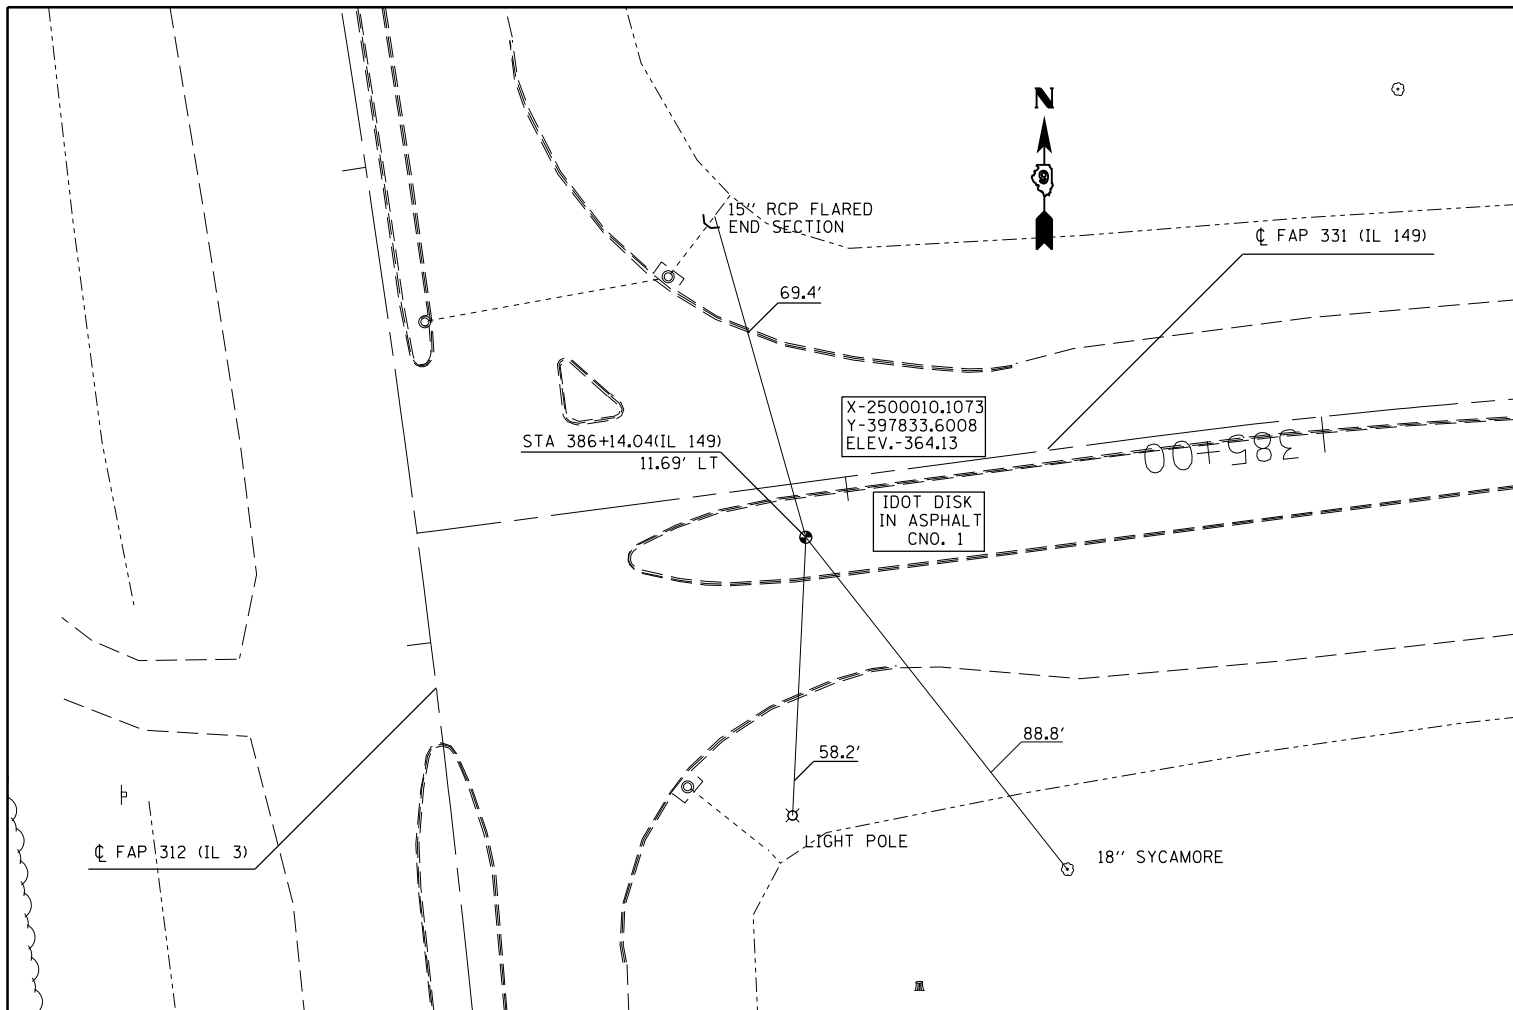 N
9
15'' RCP FLARED
END SECTION
℄ FAP 331 (IL 149)
69.4'
X-2500010.1073
Y-397833.6008
ELEV.-364.13
STA 386+14.04(IL 149)
11.69' LT
385+00
IDOT DISK
IN ASPHALT
CNO. 1
88.8'
58.2'
LIGHT POLE
℄ FAP 312 (IL 3)
18'' SYCAMORE